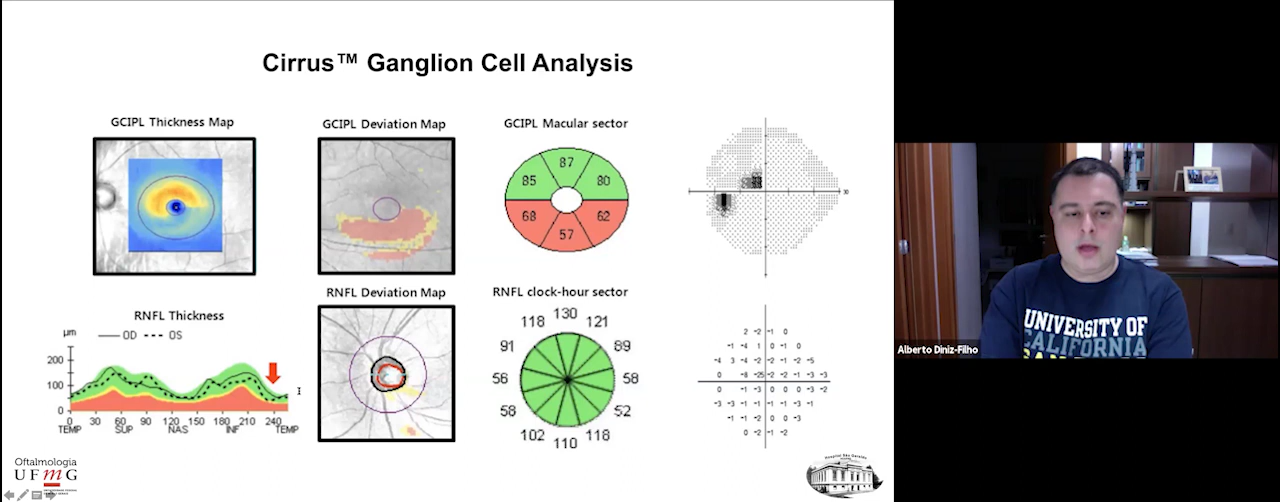 Cirrus™ Ganglion Cell Analysis
GCIPL Thickness Map
GCIPL Deviation Map
GCIPL Macular sector
87
85
80
68
62
57
30
RNFL Thickness
µm
OD OS
200
100
0
0 30 60 90 120 150 180 210 240
TEMP SUP NAS INF TEMP
RNFL Deviation Map
RNFL clock-hour sector
130
118 121
91 89
56 58
58 52
102 118
110
2 -2 -1 0
-1 -4 1 0 -1 0
-4 3 -4 -2 -2 -1 -2 -5
0 -8 -25 -2 -2 -1 -3 -3
0 -1 -1 0 0 -3 -3 -2
-3 -3 -1 -1 -2 -1 0 -3
-1 -1 -2 0 0 -3
0 -1 -2 -2
Oftalmologia
UFmG
Hospital São Geraldo
UNIVERSITY OF
CALIFORNIA
Alberto Diniz-Filho